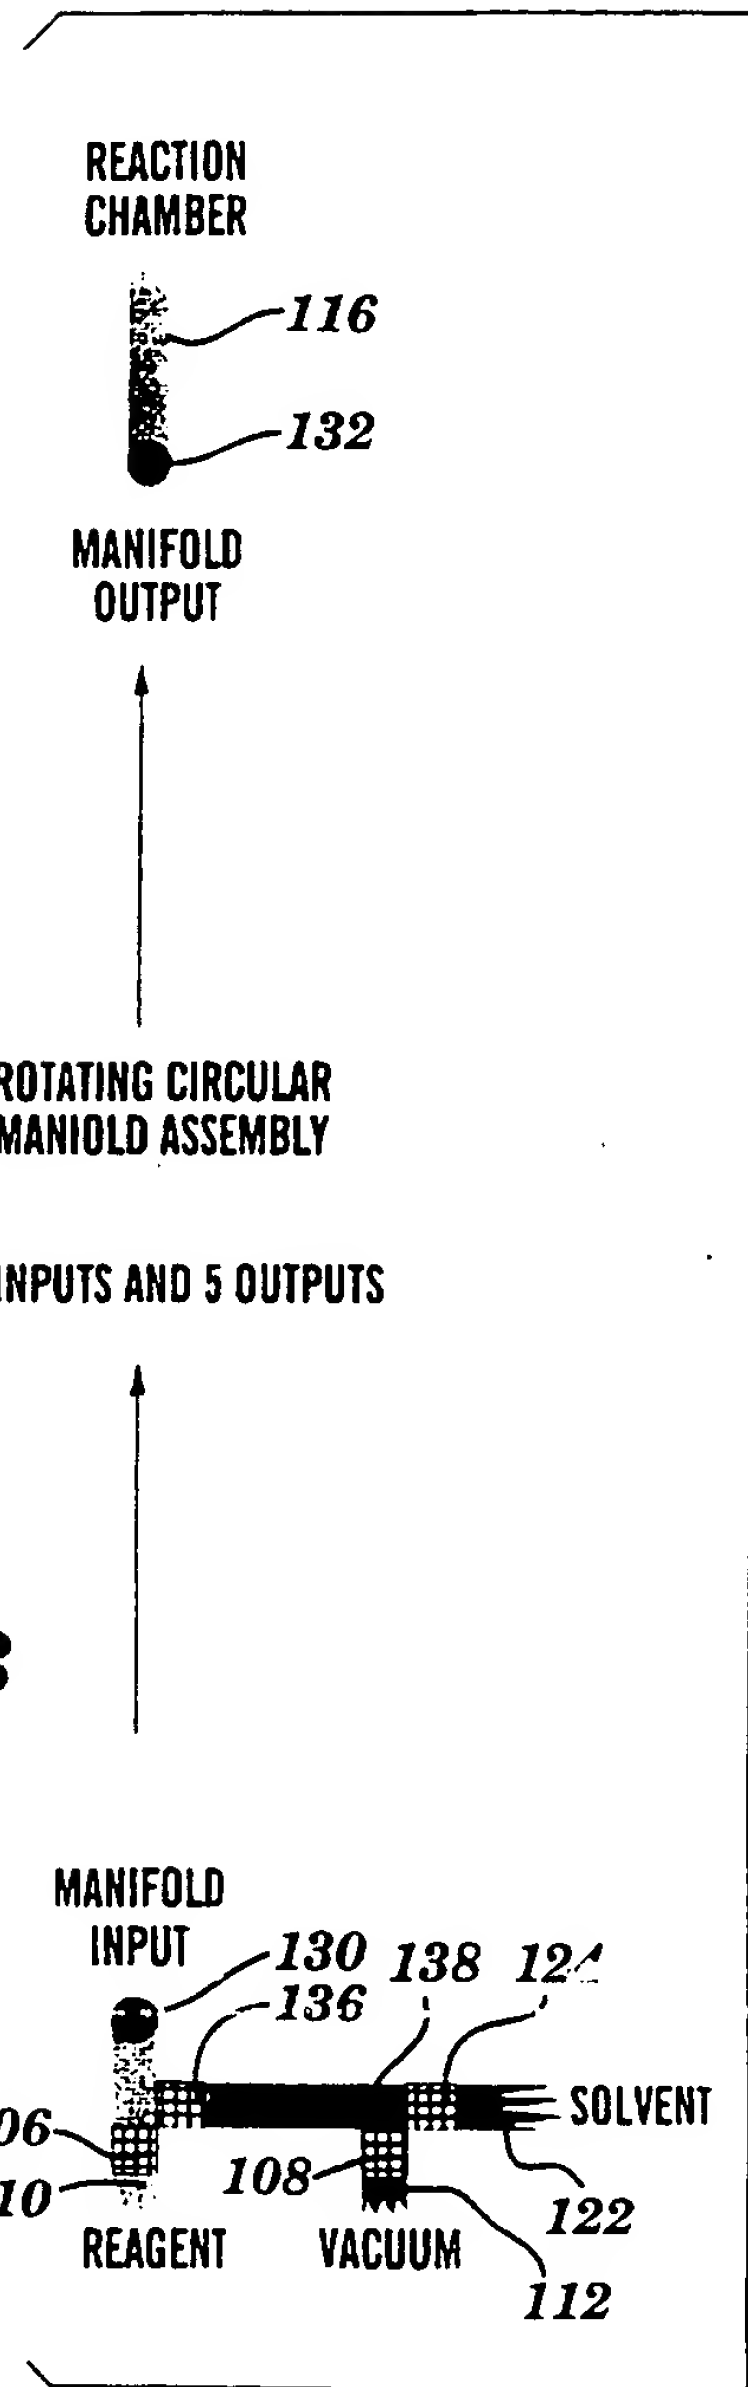 REACTION
CHAMBER
116
132
MANIFOLD
OUTPUT
ROTATING CIRCULAR
MANIOLD ASSEMBLY
INPUTS AND 5 OUTPUTS
MANIFOLD
INPUT
130 138
136
SOLVENT
108
122
REAGENT VACUUM
112